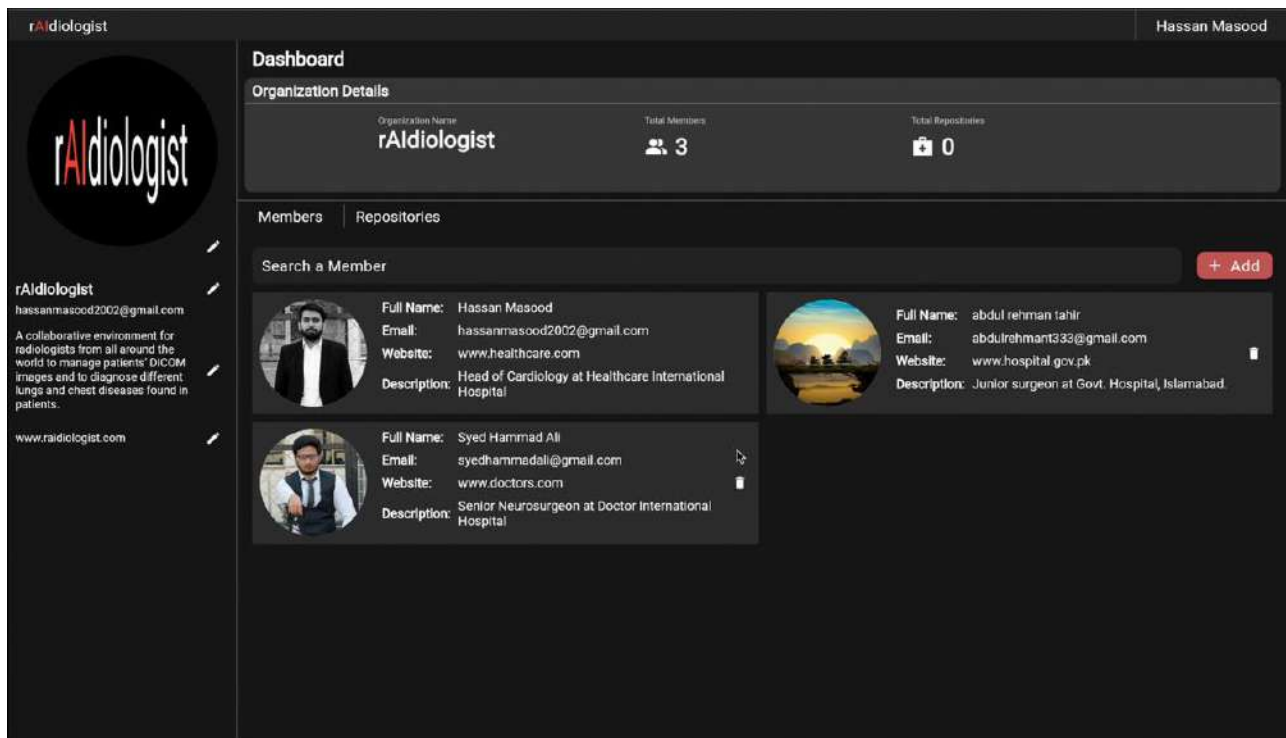 rAIdiologist
Hassan Masood
rAIdiologist
rAIdiologist
hassanmasood2002@gmail.com
A collaborative environment for
radiologists from all around the
world to manage patients' DICOM
images and to diagnose different
lungs and chest diseases found in
patients.
www.raidiologist.com
Dashboard
Organization Details
Organization Name
rAIdiologist
Total Members
3
Total Repositories
0
Members
Repositories
Search a Member
+ Add
Full Name: Hassan Masood
Email: hassanmasood2002@gmail.com
Website: www.healthcare.com
Description: Head of Cardiology at Healthcare International
Hospital
Full Name: abdul rehman tahir
Email: abdulrehmant333@gmail.com
Website: www.hospital.gov.pk
Description: Junior surgeon at Govt. Hospital, Islamabad.
Full Name: Syed Hammad Ali
Email: syedhammadali@gmail.com
Website: www.doctors.com
Description: Senior Neurosurgeon at Doctor International
Hospital